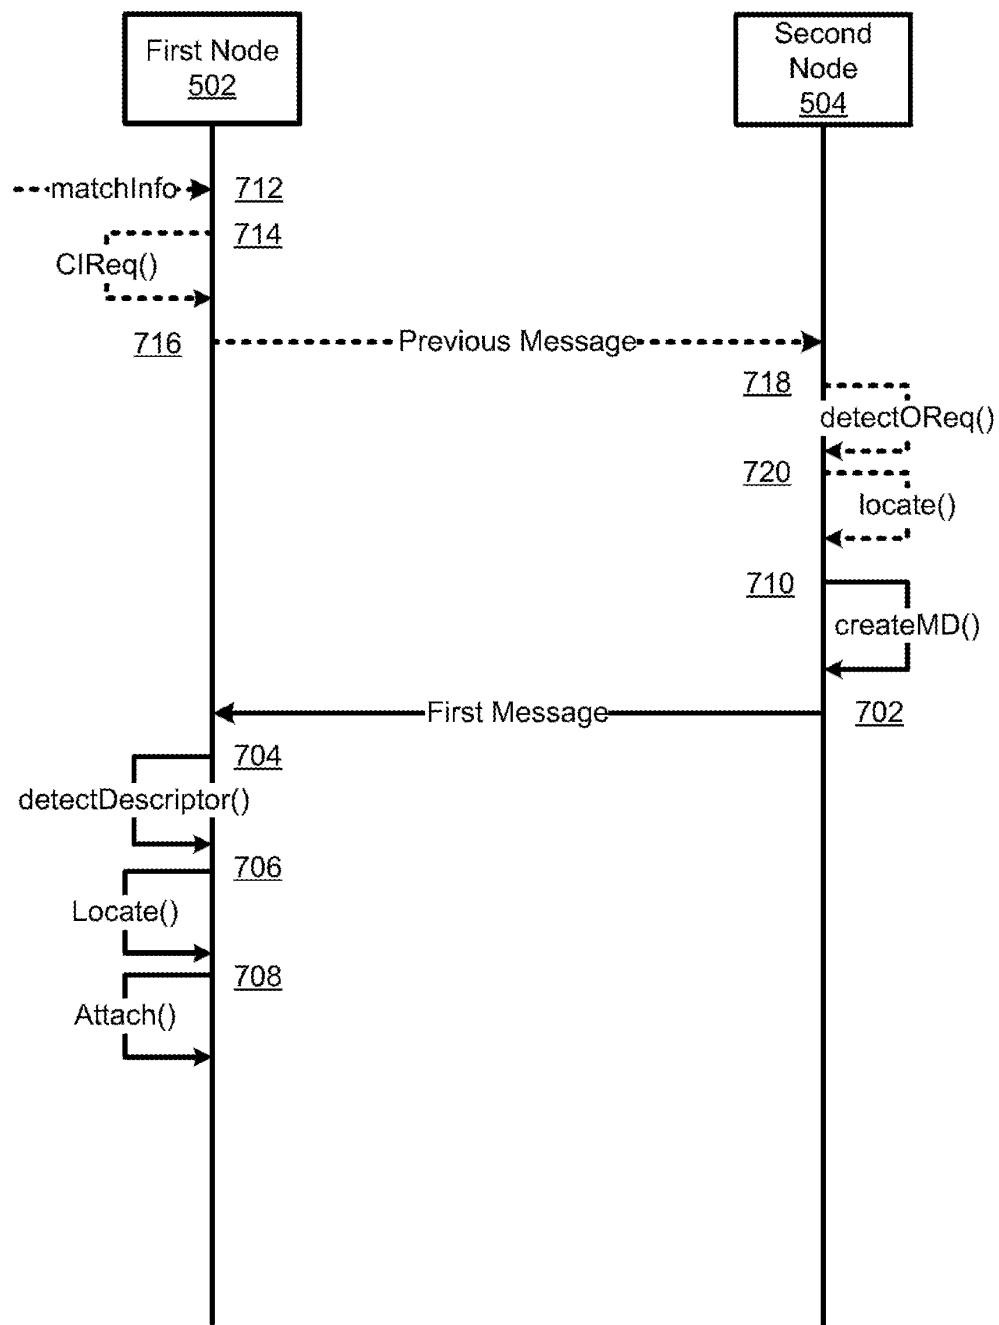 First Node
502
Second
Node
504
matchInfo
712
714
CIReq()
716
Previous Message
718
detectOReq()
720
locate()
710
createMD()
First Message
702
704
detectDescriptor()
706
Locate()
708
Attach()